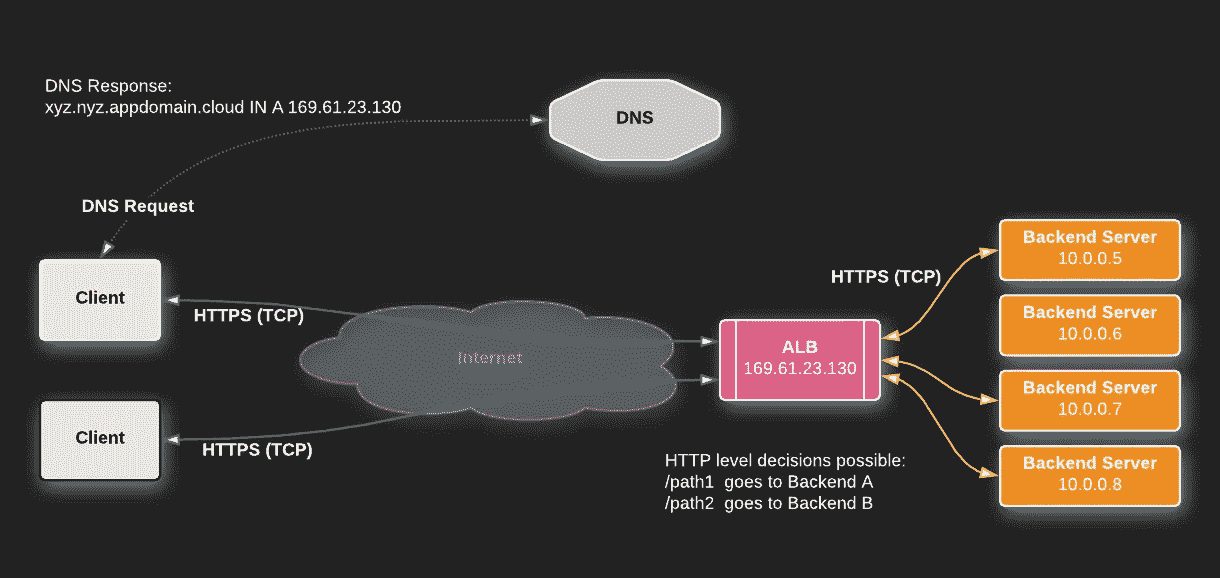 DNS Response:
xyz.nyz.appdomain.cloud IN A 169.61.23.130
DNS
DNS Request
Client
HTTPS (TCP)
Internet
Client
HTTPS (TCP)
ALB
169.61.23.130
HTTPS (TCP)
Backend Server
10.0.0.5
Backend Server
10.0.0.6
Backend Server
10.0.0.7
Backend Server
10.0.0.8
HTTP level decisions possible:
/path1 goes to Backend A
/path2 goes to Backend B